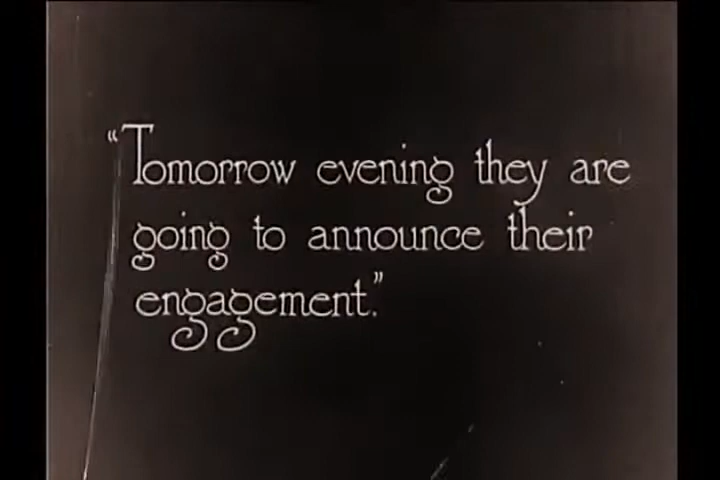 "Tomorrow evening they are
going to announce their
engagement."